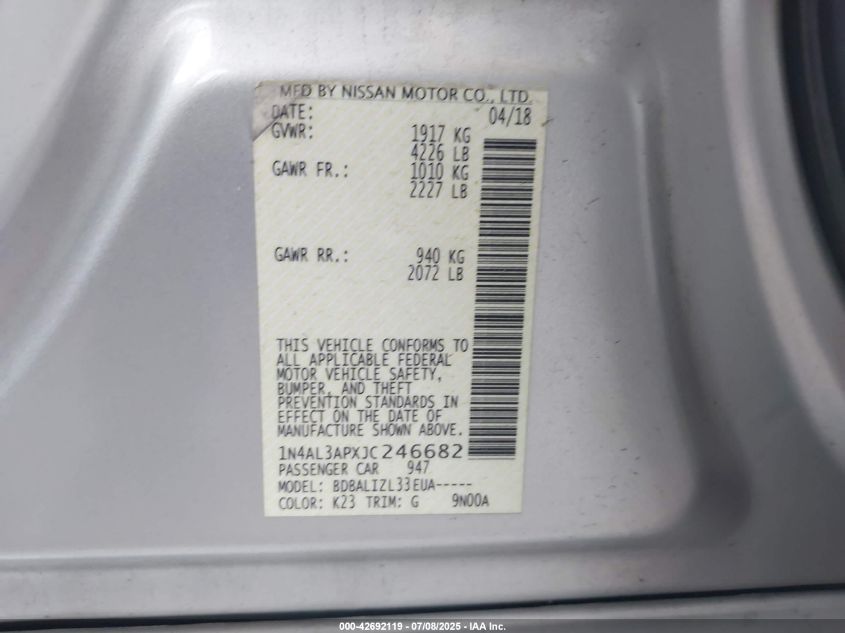 MFD BY NISSAN MOTOR CO., LTD.
DATE: 04/18
GVWR: 1917 KG
4226 LB
GAWR FR.: 1010 KG
2227 LB
GAWR RR.: 940 KG
2072 LB
THIS VEHICLE CONFORMS TO
ALL APPLICABLE FEDERAL
MOTOR VEHICLE SAFETY,
BUMPER, AND THEFT
PREVENTION STANDARDS IN
EFFECT ON THE DATE OF
MANUFACTURE SHOWN ABOVE.
1N4AL3APXJC246682
PASSENGER CAR 947
MODEL: BDBALIZL33EUA-----
COLOR: K23 TRIM: G 9N00A
000-42692119 - 07/08/2025 - IAA Inc.